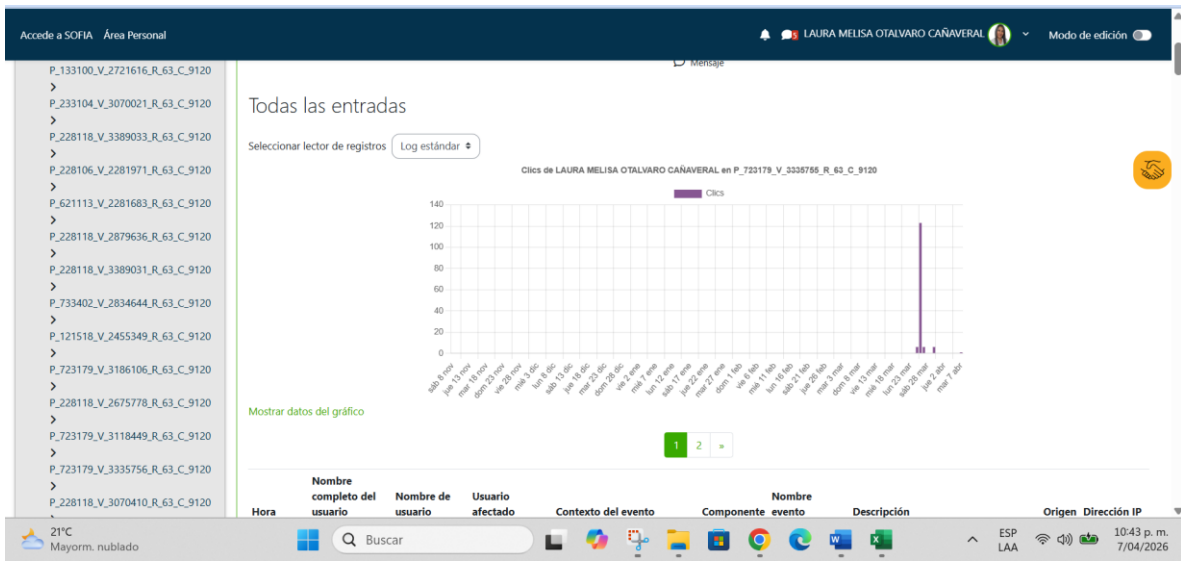 Accede a SOFIA Área Personal
5 LAURA MELISA OTALVARO CAÑAVERAL Modo de edición
P_133100_V_2721616_R_63_C_9120
P_233104_V_3070021_R_63_C_9120
P_228118_V_3389033_R_63_C_9120
P_228106_V_2281971_R_63_C_9120
P_621113_V_2281683_R_63_C_9120
P_228118_V_2879636_R_63_C_9120
P_228118_V_3389031_R_63_C_9120
P_733402_V_2834644_R_63_C_9120
P_121518_V_2455349_R_63_C_9120
P_723179_V_3186106_R_63_C_9120
P_228118_V_2675778_R_63_C_9120
P_723179_V_3118449_R_63_C_9120
P_723179_V_3335756_R_63_C_9120
P_228118_V_3070410_R_63_C_9120
Mensaje
Todas las entradas
Seleccionar lector de registros Log estándar
Clics de LAURA MELISA OTALVARO CAÑAVERAL en P_723179_V_3335755_R_63_C_9120
Clics
140
120
100
80
60
40
20
0
sáb 8 nov
jue 13 nov
mar 18 nov
dom 23 nov
vie 28 nov
mié 3 dic
lun 8 dic
sáb 13 dic
jue 18 dic
mar 23 dic
dom 28 dic
vie 2 ene
mié 7 ene
lun 12 ene
sáb 17 ene
jue 22 ene
mar 27 ene
dom 1 feb
vie 6 feb
mié 11 feb
lun 16 feb
sáb 21 feb
jue 26 feb
mar 3 mar
dom 8 mar
vie 13 mar
mié 18 mar
lun 23 mar
sáb 28 mar
jue 2 abr
mar 7 abr
Mostrar datos del gráfico
1 2 »
Hora
Nombre
completo del
usuario
Nombre de
usuario
Usuario
afectado
Contexto del evento
Componente
Nombre
evento
Descripción
Origen
Dirección IP
21°C
Mayorm. nublado
Buscar
ESP
LAA
10:43 p. m.
7/04/2026